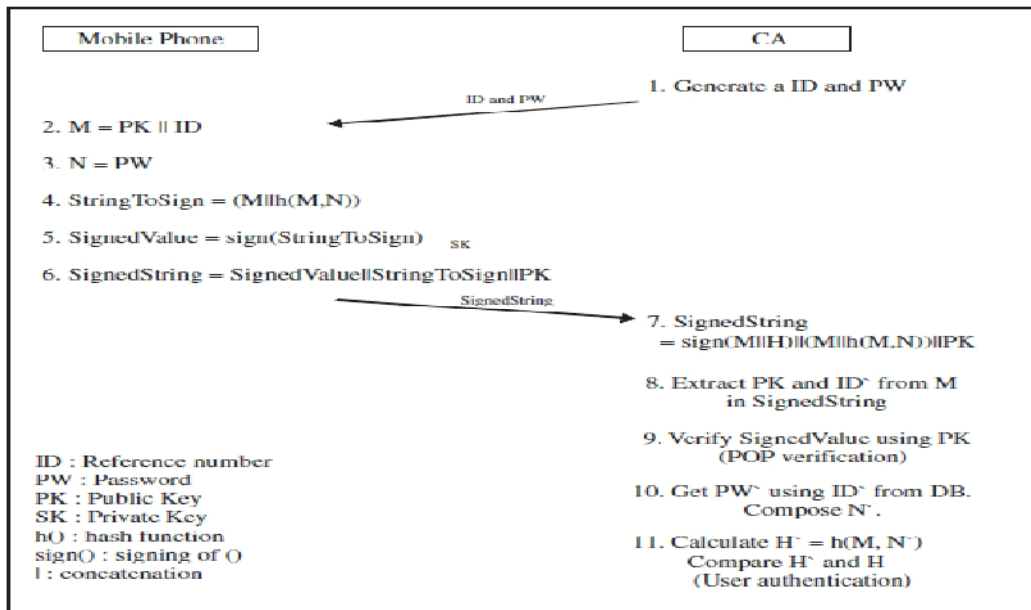 Mobile Phone
CA
1. Generate a ID and PW
ID and PW
2. M = PK || ID
3. N = PW
4. StringToSign = (M||h(M,N))
5. SignedValue = sign(StringToSign) SK
6. SignedString = SignedValue||StringToSign||PK
SignedString
7. SignedString
= sign(M||H)||(M||h(M,N))||PK
8. Extract PK and ID` from M
in SignedString
9. Verify SignedValue using PK
(POP verification)
10. Get PW` using ID` from DB.
Compose N`.
11. Calculate H` = h(M, N`)
Compare H` and H
(User authentication)
ID : Reference number
PW : Password
PK : Public Key
SK : Private Key
h() : hash function
sign() : signing of ()
| : concatenation